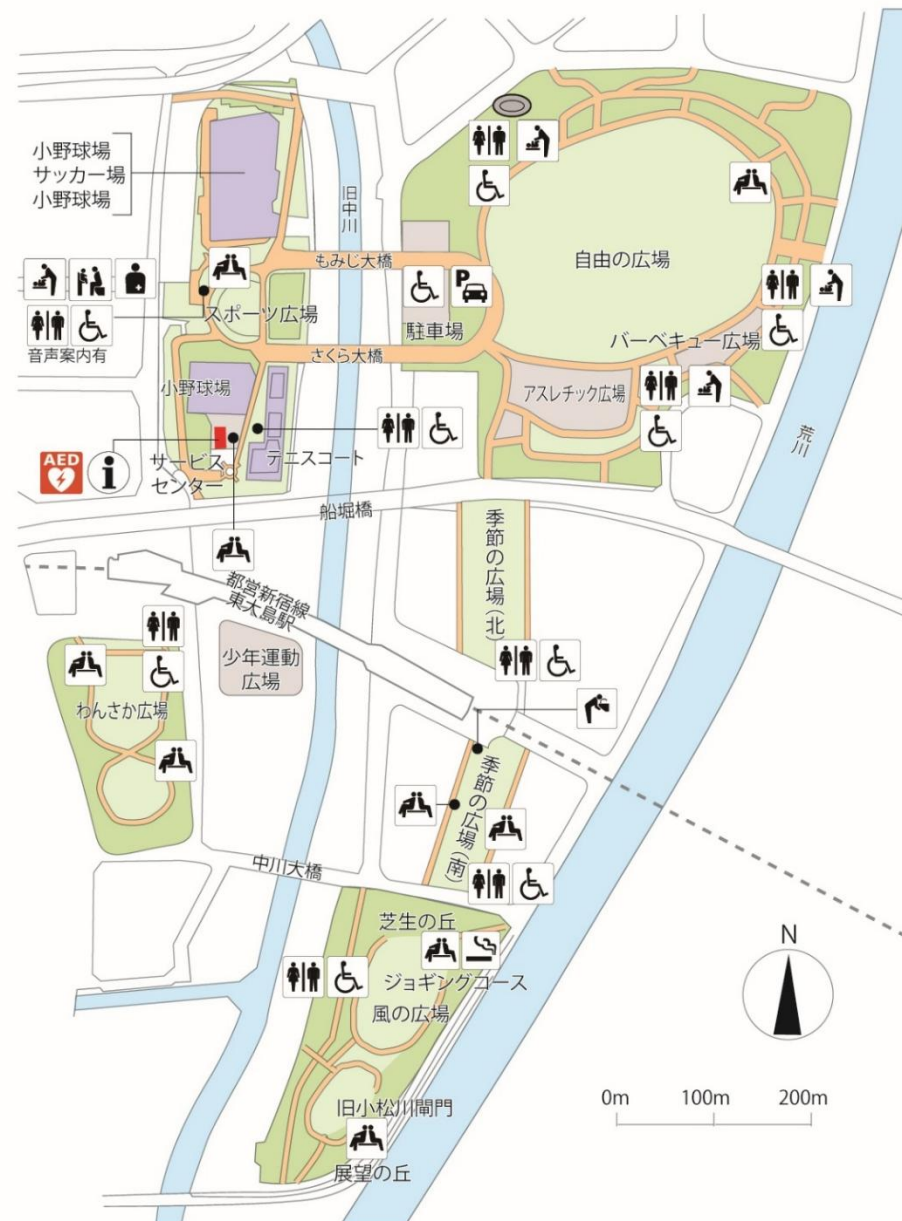 小野球場
サッカー場
小野球場
旧中川
もみじ大橋
自由の広場
P
駐車場
スポーツ広場
音声案内有
さくら大橋
バーベキュー広場
アスレチック広場
小野球場
荒川
AED
i
サービス
センター
テニスコート
船堀橋
季節の広場(北)
都営新宿線
東大島駅
少年運動
広場
わんさか広場
季節の広場(南)
中川大橋
芝生の丘
ジョギングコース
風の広場
N
旧小松川閘門
展望の丘
0m 100m 200m